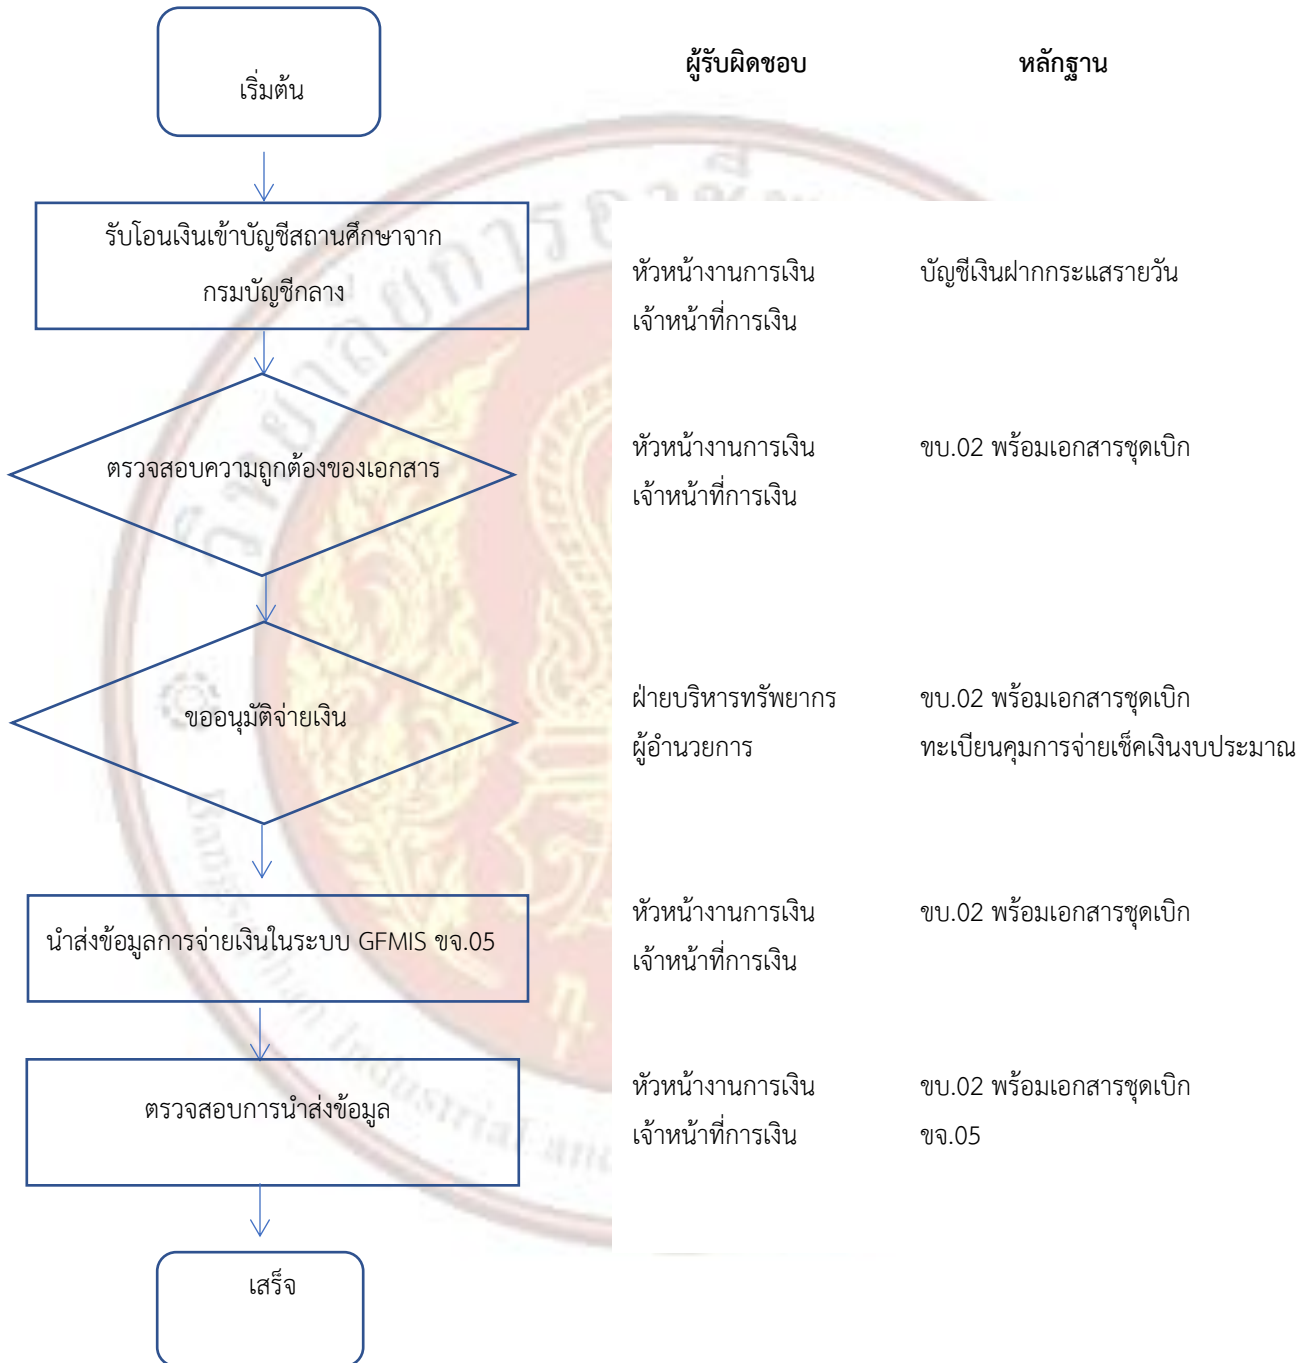 เริ่มต้น
ผู้รับผิดชอบ หลักฐาน
รับโอนเงินเข้าบัญชีสถานศึกษาจาก
กรมบัญชีกลาง
หัวหน้างานการเงิน บัญชีเงินฝากกระแสรายวัน
เจ้าหน้าที่การเงิน
ตรวจสอบความถูกต้องของเอกสาร
หัวหน้างานการเงิน ขบ.02 พร้อมเอกสารชุดเบิก
เจ้าหน้าที่การเงิน
ขออนุมัติจ่ายเงิน
ฝ่ายบริหารทรัพยากร ขบ.02 พร้อมเอกสารชุดเบิก
ผู้อำนวยการ ทะเบียนคุมการจ่ายเช็คเงินงบประมาณ
นำส่งข้อมูลการจ่ายเงินในระบบ GFMIS ขจ.05
หัวหน้างานการเงิน ขบ.02 พร้อมเอกสารชุดเบิก
เจ้าหน้าที่การเงิน
ตรวจสอบการนำส่งข้อมูล
หัวหน้างานการเงิน ขบ.02 พร้อมเอกสารชุดเบิก
เจ้าหน้าที่การเงิน ขจ.05
เสร็จ
วิทยาลัยการอาชี
Industrial and